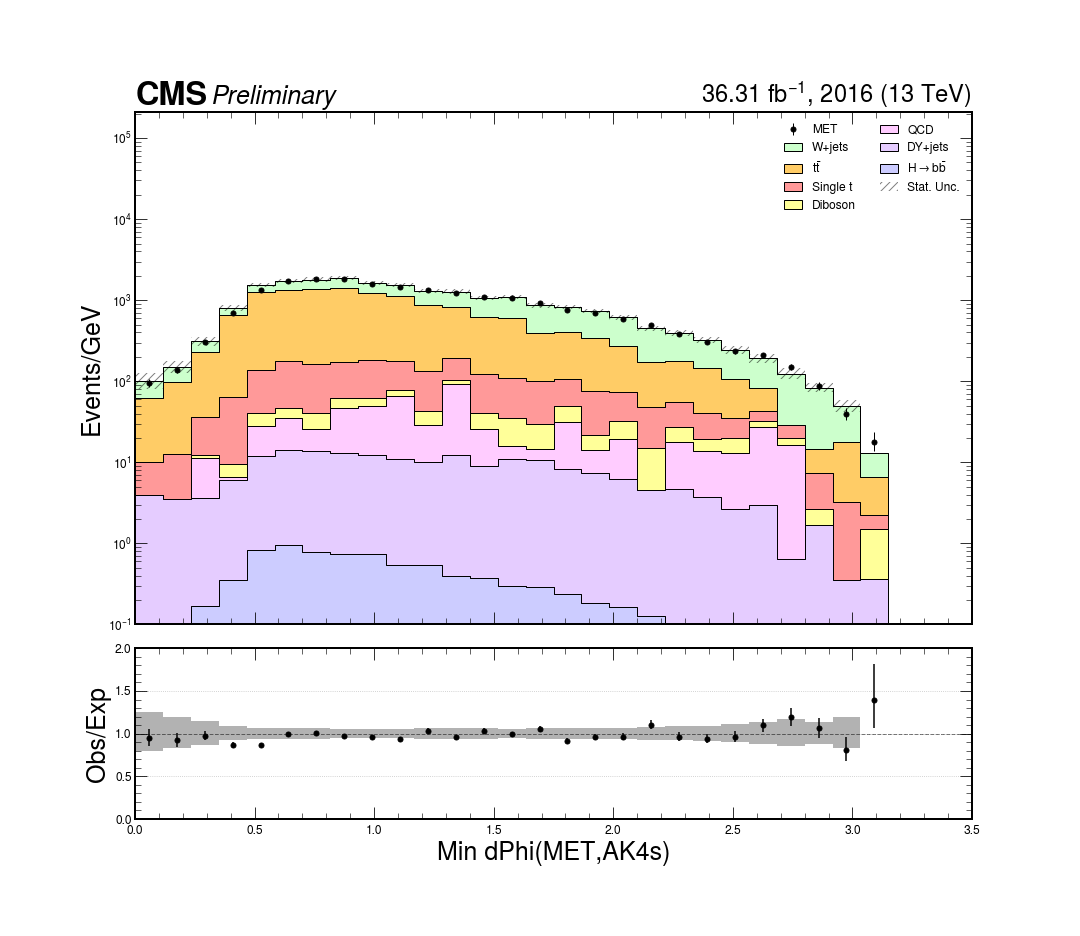 CMS Preliminary 36.31 fb⁻¹, 2016 (13 TeV)
Events/GeV
10⁵
10⁴
10³
10²
10¹
10⁰
10⁻¹
MET
W+jets
tt̄
Single t
Diboson
QCD
DY+jets
H→bb̄
Stat. Unc.
Obs/Exp
2.0
1.5
1.0
0.5
0.0
0.0 0.5 1.0 1.5 2.0 2.5 3.0 3.5
Min dPhi(MET,AK4s)